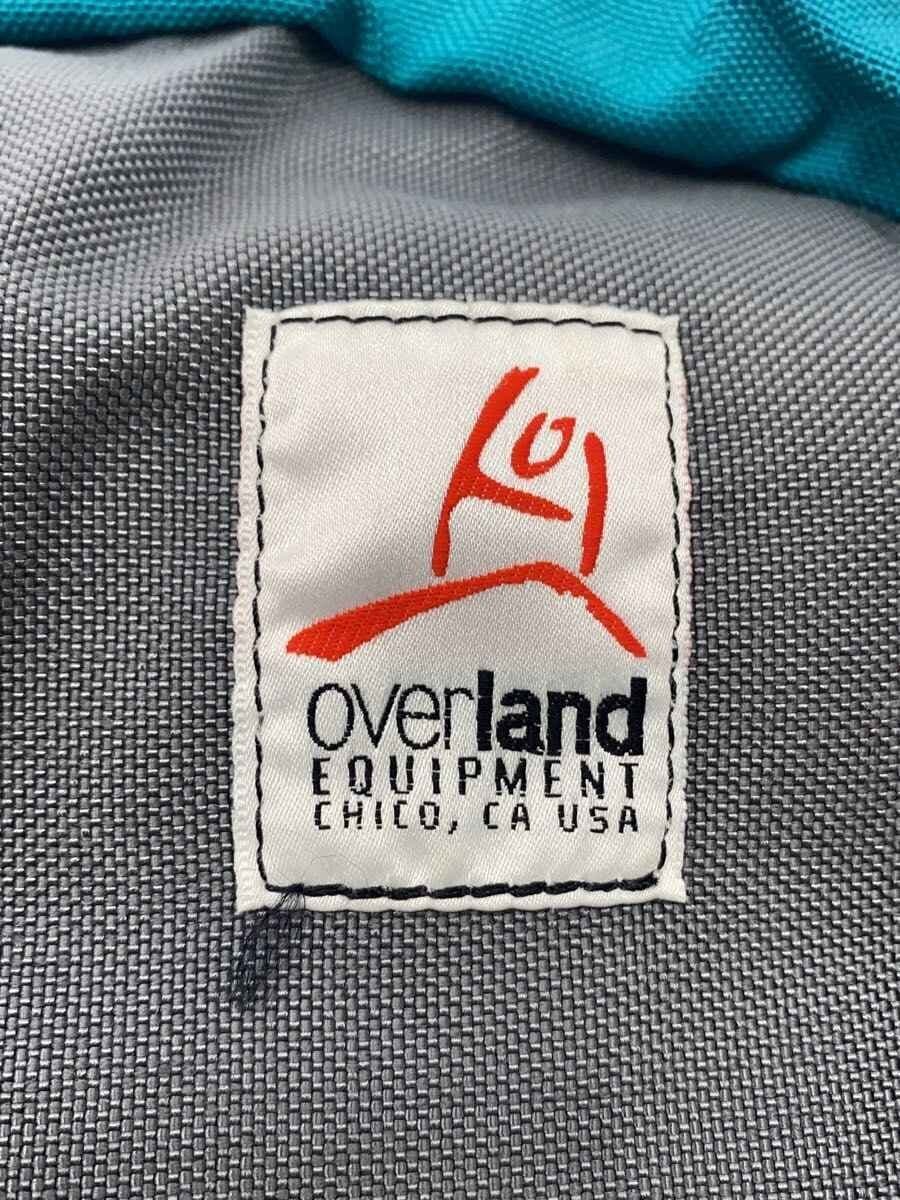 overland
EQUIPMENT
CHICO, CA USA